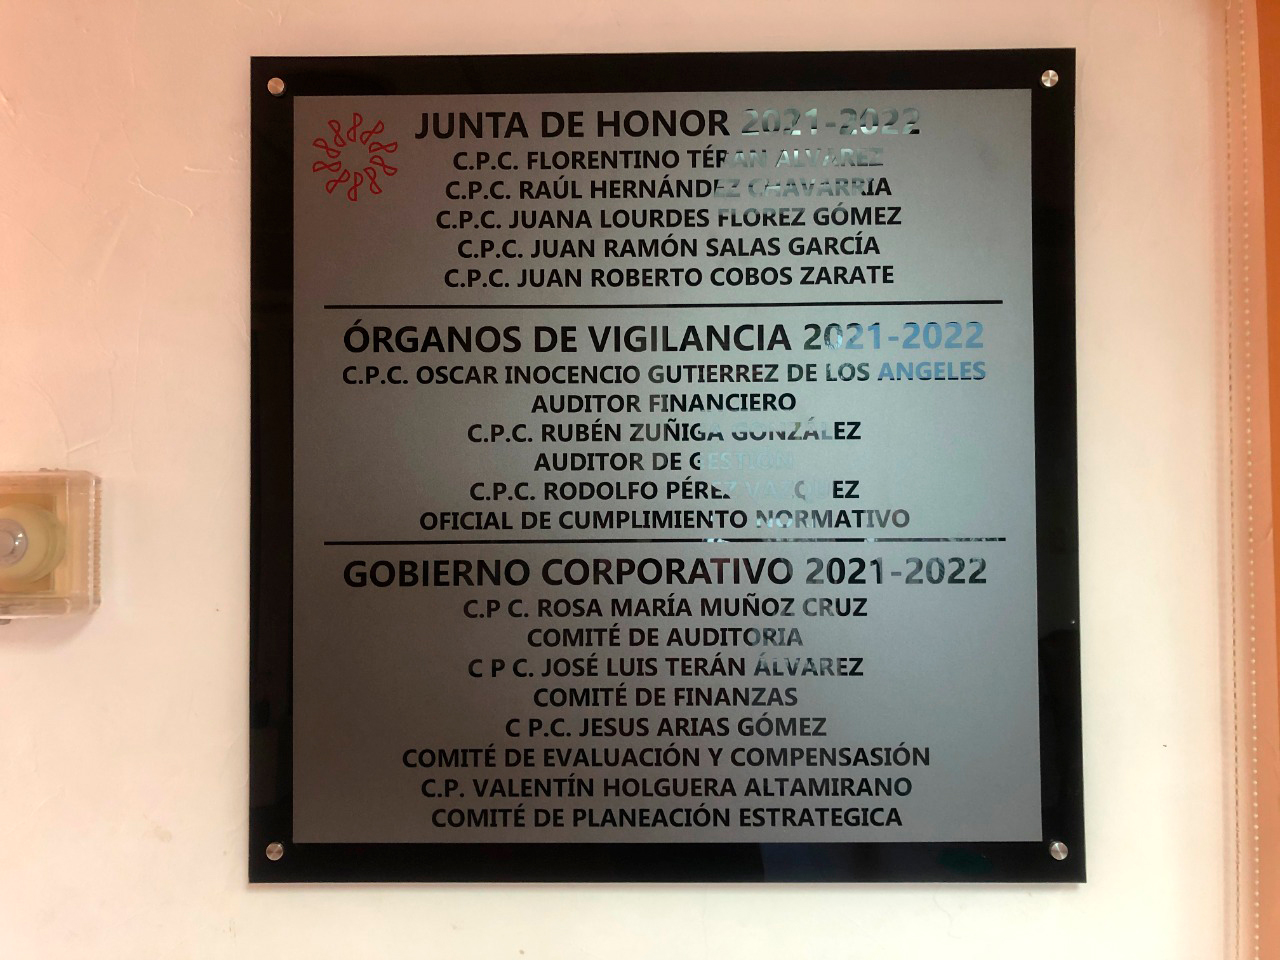 JUNTA DE HONOR 2021-2022
C.P.C. FLORENTINO TÉRAN ALVAREZ
C.P.C. RAÚL HERNÁNDEZ CHAVARRIA
C.P.C. JUANA LOURDES FLOREZ GÓMEZ
C.P.C. JUAN RAMÓN SALAS GARCÍA
C.P.C. JUAN ROBERTO COBOS ZARATE
ÓRGANOS DE VIGILANCIA 2021-2022
C.P.C. OSCAR INOCENCIO GUTIERREZ DE LOS ANGELES
AUDITOR FINANCIERO
C.P.C. RUBÉN ZUÑIGA GONZÁLEZ
AUDITOR DE GESTIÓN
C.P.C. RODOLFO PÉREZ VAZQUEZ
OFICIAL DE CUMPLIMIENTO NORMATIVO
GOBIERNO CORPORATIVO 2021-2022
C.P C. ROSA MARÍA MUÑOZ CRUZ
COMITÉ DE AUDITORIA
C P C. JOSÉ LUIS TERÁN ÁLVAREZ
COMITÉ DE FINANZAS
C P.C. JESUS ARIAS GÓMEZ
COMITÉ DE EVALUACIÓN Y COMPENSASIÓN
C.P. VALENTÍN HOLGUERA ALTAMIRANO
COMITÉ DE PLANEACIÓN ESTRATEGICA